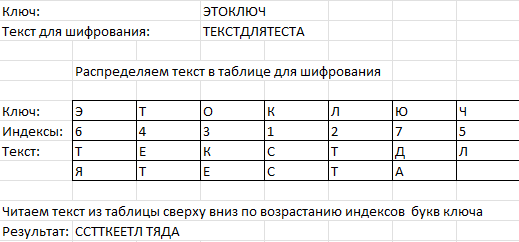 Ключ: ЭТОКЛЮЧ
Текст для шифрования: ТЕКСТДЛЯТЕСТА
Распределяем текст в таблице для шифрования
Ключ: Э Т О К Л Ю Ч
Индексы: 6 4 3 1 2 7 5
Текст: Т Е К С Т Д Л
Я Т Е С Т А
Читаем текст из таблицы сверху вниз по возрастанию индексов букв ключа
Результат: ССТТКЕЕТЛ ТЯДА